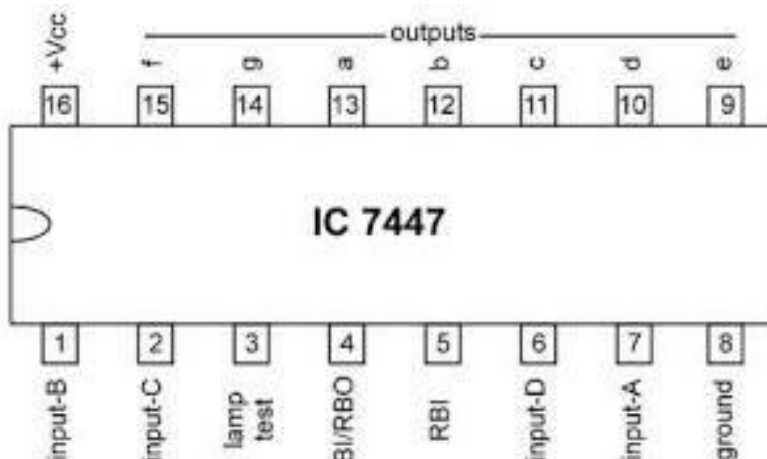 outputs
+Vcc f g a b c d e
16 15 14 13 12 11 10 9
IC 7447
1 2 3 4 5 6 7 8
input-B input-C lamp test BI/RBO RBI input-D input-A ground